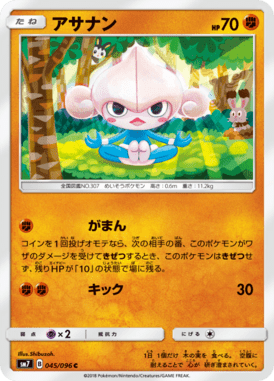 たね アサナン HP70
全国図鑑 NO.307 めいそうポケモン 高さ:0.6m 重さ:11.2kg
がまん
コインを1回投げオモテなら、次の相手の番、このポケモンが
ワザのダメージを受けてきぜつするとき、このポケモンはきぜつせ
ず、残りHPが「10」の状態で場に残る。
キック 30
弱点 ×2 抵抗力 にげる
Illus.Shibuzoh.
1日 1個だけ 木の実を 食べる。 空腹に
耐えることで 心が 研ぎ澄まされていく。
sm7 B 045/096 C
©2018 Pokémon/Nintendo/Creatures/GAME FREAK.